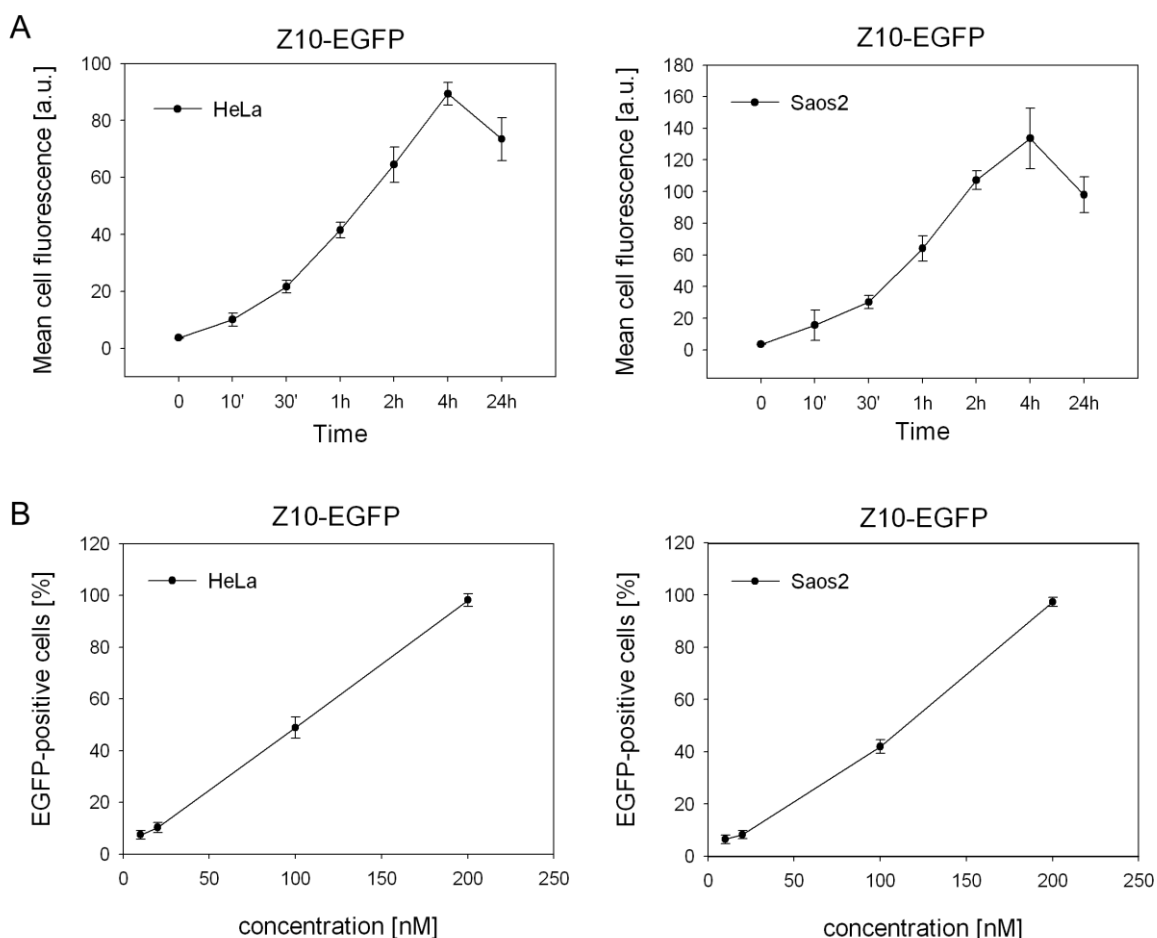 A
Z10-EGFP
Mean cell fluorescence [a.u.]
100
80
60
40
20
0
HeLa
0 10' 30' 1h 2h 4h 24h
Time
Z10-EGFP
Mean cell fluorescence [a.u.]
180
160
140
120
100
80
60
40
20
0
Saos2
0 10' 30' 1h 2h 4h 24h
Time
B
Z10-EGFP
EGFP-positive cells [%]
120
100
80
60
40
20
0
HeLa
0 50 100 150 200 250
concentration [nM]
Z10-EGFP
EGFP-positive cells [%]
120
100
80
60
40
20
0
Saos2
0 50 100 150 200 250
concentration [nM]